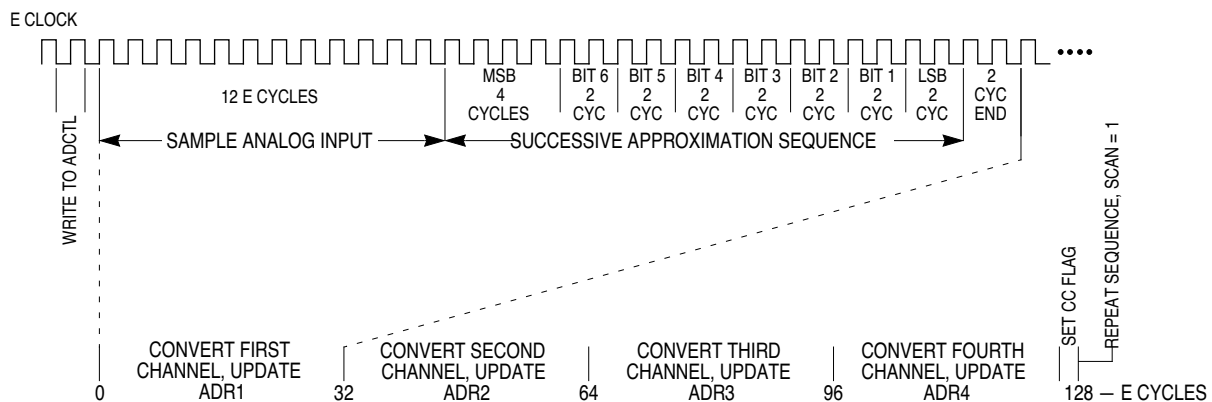 E CLOCK
12 E CYCLES
MSB
4
CYCLES
BIT 6
2
CYC
BIT 5
2
CYC
BIT 4
2
CYC
BIT 3
2
CYC
BIT 2
2
CYC
BIT 1
2
CYC
LSB
2
CYC
2
CYC
END
WRITE TO ADCTL
SAMPLE ANALOG INPUT
SUCCESSIVE APPROXIMATION SEQUENCE
SET CC FLAG
REPEAT SEQUENCE, SCAN = 1
CONVERT FIRST
CHANNEL, UPDATE
ADR1
CONVERT SECOND
CHANNEL, UPDATE
ADR2
CONVERT THIRD
CHANNEL, UPDATE
ADR3
CONVERT FOURTH
CHANNEL, UPDATE
ADR4
0
32
64
96
128 — E CYCLES